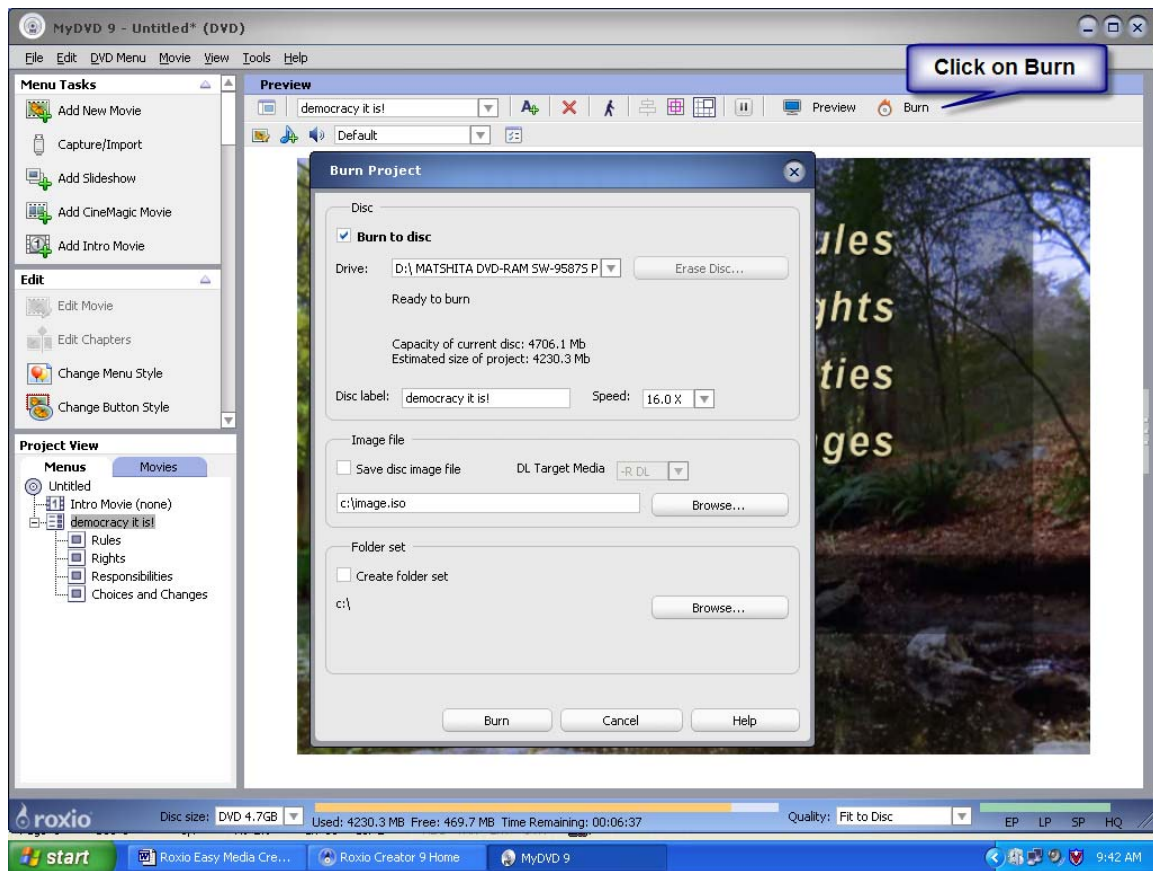 MyDVD 9 - Untitled* (DVD)
File Edit DVD Menu Movie View Tools Help
Click on Burn
Menu Tasks
Add New Movie
Capture/Import
Add Slideshow
Add CineMagic Movie
Add Intro Movie
Edit
Edit Movie
Edit Chapters
Change Menu Style
Change Button Style
Project View
Menus Movies
Untitled
Intro Movie (none)
democracy it is!
Rules
Rights
Responsibilities
Choices and Changes
Preview
democracy it is! Preview Burn
Default
ules
ghts
ties
ges
Burn Project
Disc
Burn to disc
Drive: D:\ MATSHITA DVD-RAM SW-9587S P Erase Disc...
Ready to burn
Capacity of current disc: 4706.1 Mb
Estimated size of project: 4230.3 Mb
Disc label: democracy it is! Speed: 16.0 X
Image file
Save disc image file DL Target Media -R DL
c:\image.iso Browse...
Folder set
Create folder set
c:\ Browse...
Burn Cancel Help
roxio Disc size: DVD 4.7GB Used: 4230.3 MB Free: 469.7 MB Time Remaining: 00:06:37 Quality: Fit to Disc EP LP SP HQ
start Roxio Easy Media Cre... Roxio Creator 9 Home MyDVD 9 9:42 AM